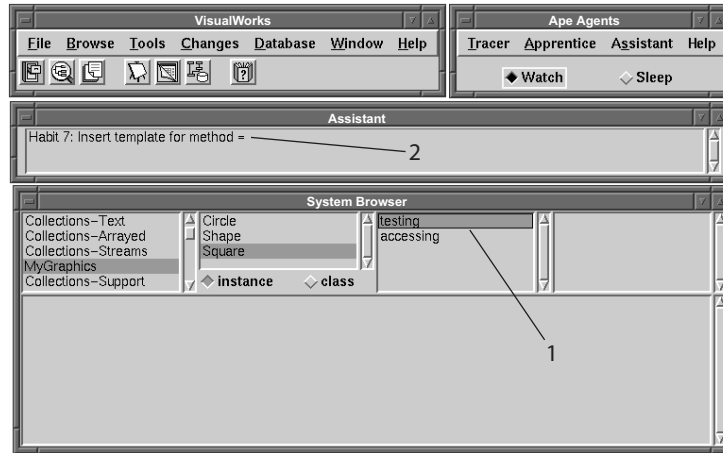 VisualWorks
File Browse Tools Changes Database Window Help
Ape Agents
Tracer Apprentice Assistant Help
Watch Sleep
Assistant
Habit 7: Insert template for method =
2
System Browser
Collections-Text
Collections-Arrayed
Collections-Streams
MyGraphics
Collections-Support
Circle
Shape
Square
instance class
testing
accessing
1